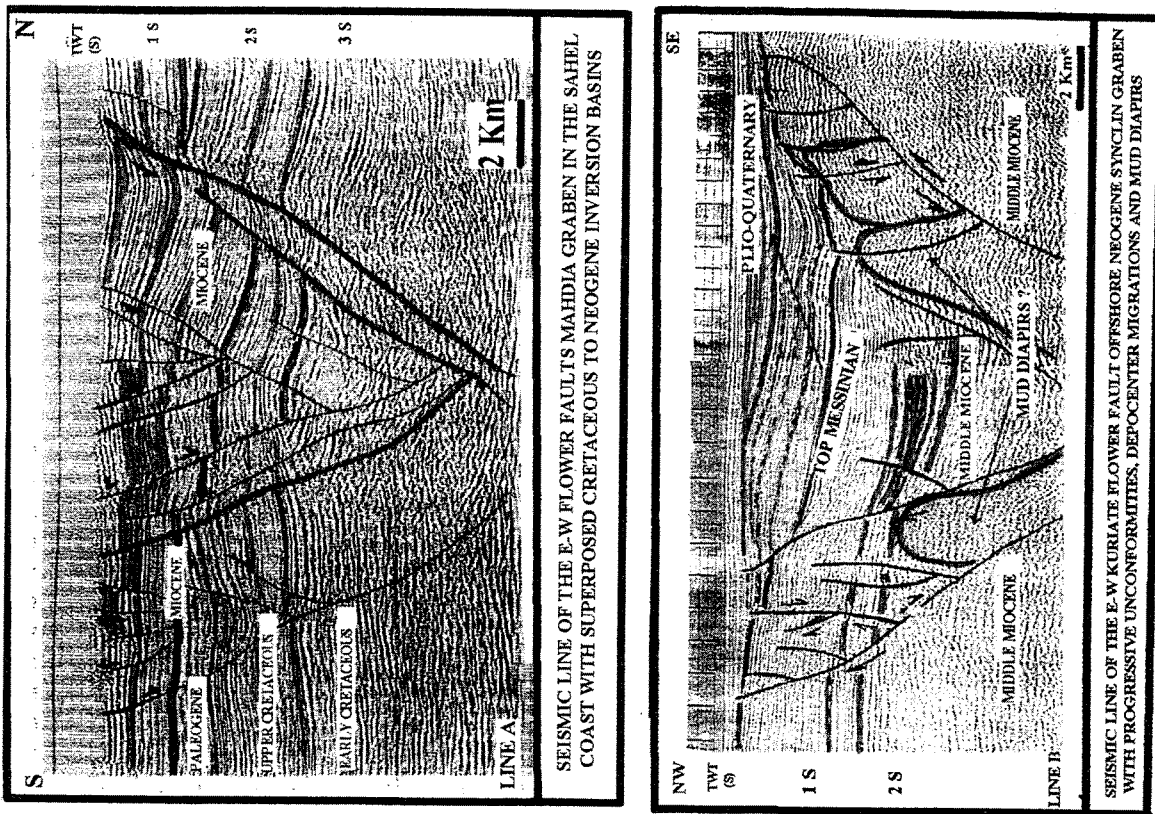 S
N
TWT
(S)
1 S
2 S
3 S
MIOCENE
MIOCENE
PALEOGENE
UPPER CRETACEOUS
EARLY CRETACEOUS
2 Km
LINE A
SEISMIC LINE OF THE E-W FLOWER FAULTS MAHDIA GRABEN IN THE SAHEL
COAST WITH SUPERPOSED CRETACEOUS TO NEOGENE INVERSION BASINS
NW
SE
TWT
(S)
1 S
2 S
PLIO-QUATERNARY
TOP MESSINIAN
MIDDLE MIOCENE
MIDDLE MIOCENE
MIDDLE MIOCENE
MUD DIAPIRS ?
2 Km
LINE B
SEISMIC LINE OF THE E-W KURIATE FLOWER FAULT OFFSHORE NEOGENE SYNCLIN GRABEN
WITH PROGRESSIVE UNCONFORMITIES, DEPOCENTER MIGRATIONS AND MUD DIAPIRS